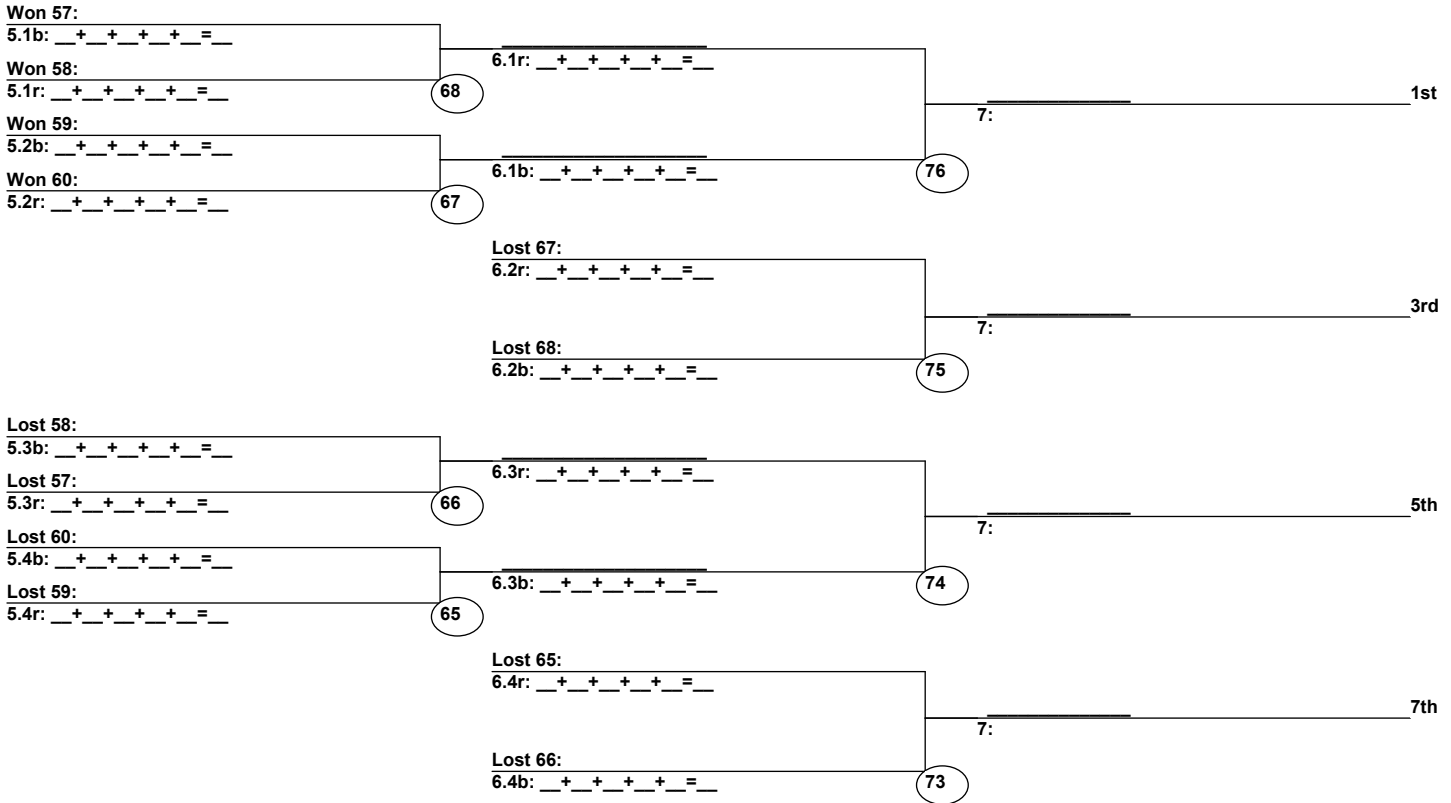 Won 57:
5.1b: __+__+__+__+__=__
Won 58:
5.1r: __+__+__+__+__=__
68
6.1r: __+__+__+__+__=__
Won 59:
5.2b: __+__+__+__+__=__
Won 60:
5.2r: __+__+__+__+__=__
67
6.1b: __+__+__+__+__=__
76
7:
1st
Lost 67:
6.2r: __+__+__+__+__=__
Lost 68:
6.2b: __+__+__+__+__=__
75
7:
3rd
Lost 58:
5.3b: __+__+__+__+__=__
Lost 57:
5.3r: __+__+__+__+__=__
66
6.3r: __+__+__+__+__=__
Lost 60:
5.4b: __+__+__+__+__=__
Lost 59:
5.4r: __+__+__+__+__=__
65
6.3b: __+__+__+__+__=__
74
7:
5th
Lost 65:
6.4r: __+__+__+__+__=__
Lost 66:
6.4b: __+__+__+__+__=__
73
7:
7th